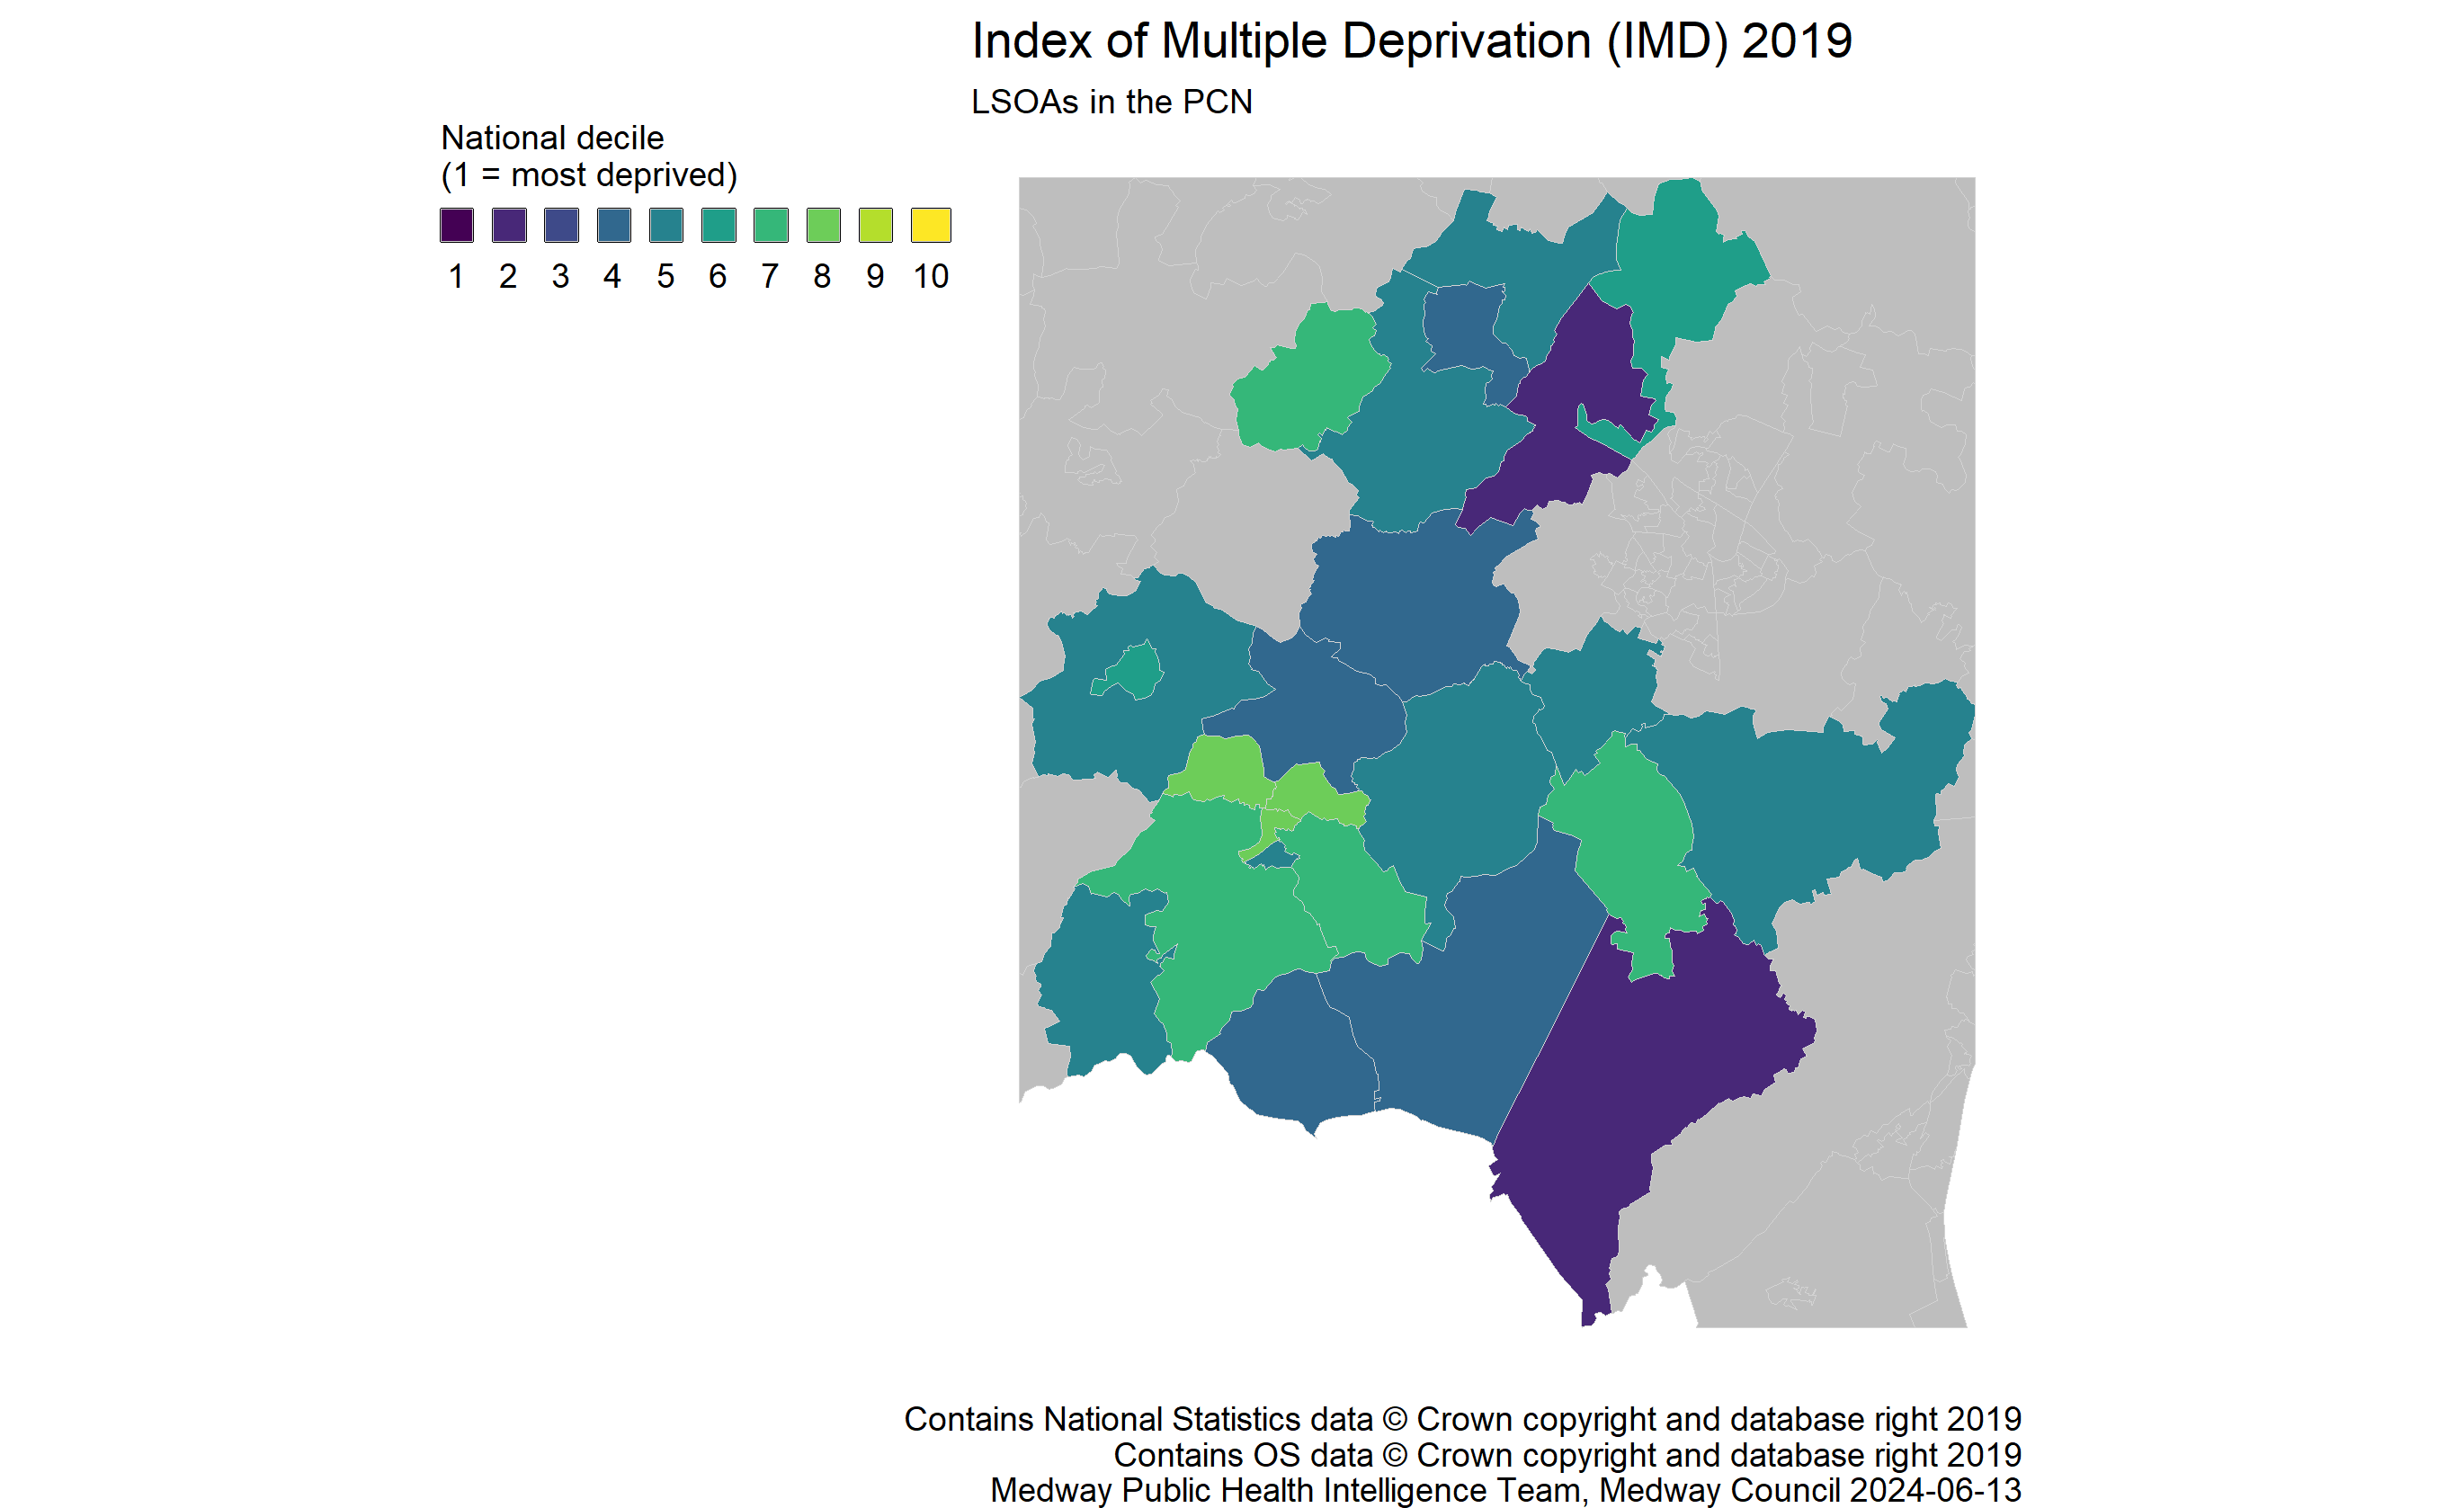 Index of Multiple Deprivation (IMD) 2019
LSOAs in the PCN
National decile
(1 = most deprived)
1 2 3 4 5 6 7 8 9 10
Contains National Statistics data © Crown copyright and database right 2019
Contains OS data © Crown copyright and database right 2019
Medway Public Health Intelligence Team, Medway Council 2024-06-13